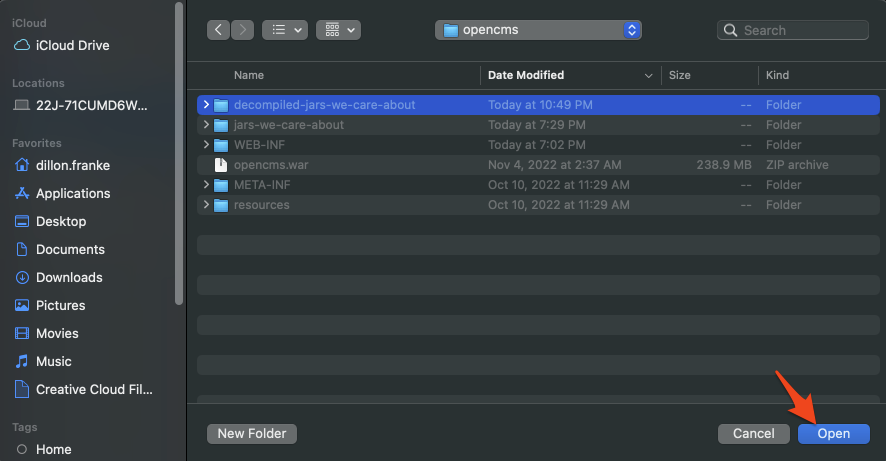 iCloud
iCloud Drive
Locations
22J-71CUMD6W...
Favorites
dillon.franke
Applications
Desktop
Documents
Downloads
Pictures
Movies
Music
Creative Cloud Fil...
Tags
Home
opencms
Search
Name Date Modified Size Kind
decompiled-jars-we-care-about Today at 10:49 PM -- Folder
jars-we-care-about Today at 7:29 PM -- Folder
WEB-INF Today at 7:02 PM -- Folder
opencms.war Nov 4, 2022 at 2:37 AM 238.9 MB ZIP archive
META-INF Oct 10, 2022 at 11:29 AM -- Folder
resources Oct 10, 2022 at 11:29 AM -- Folder
New Folder Cancel Open